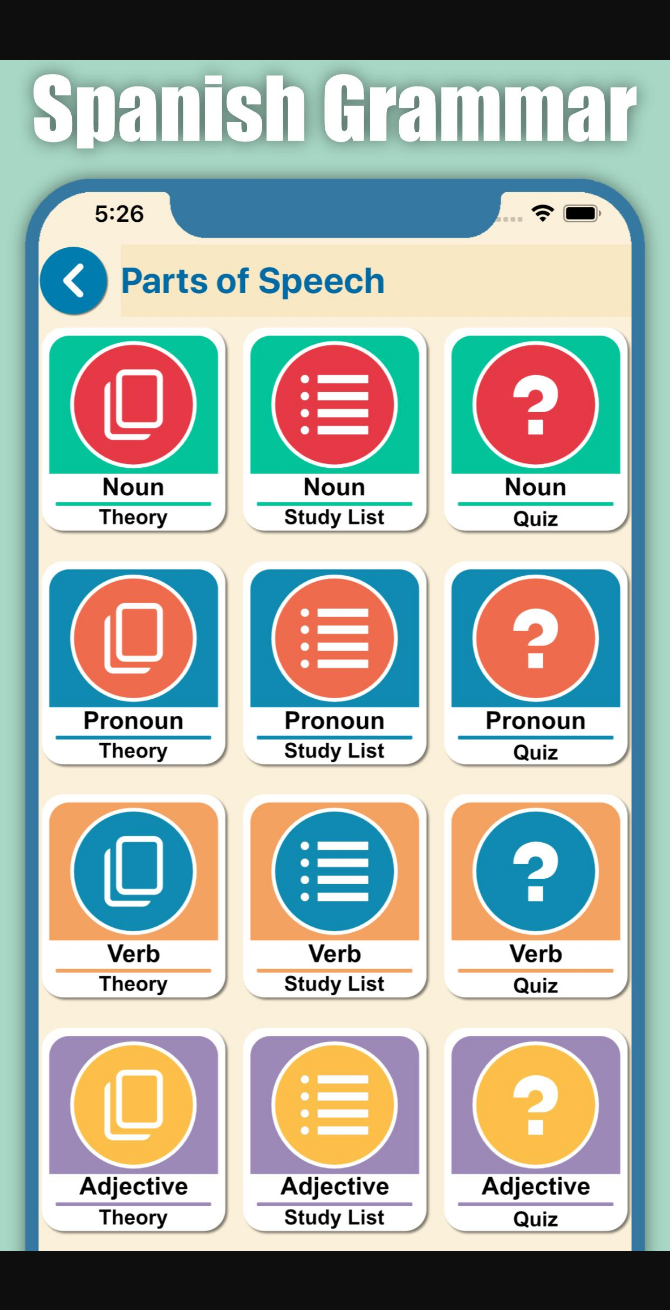 Spanish Grammar
5:26
Parts of Speech
Noun
Theory
Noun
Study List
?
Noun
Quiz
Pronoun
Theory
Pronoun
Study List
?
Pronoun
Quiz
Verb
Theory
Verb
Study List
?
Verb
Quiz
Adjective
Theory
Adjective
Study List
?
Adjective
Quiz